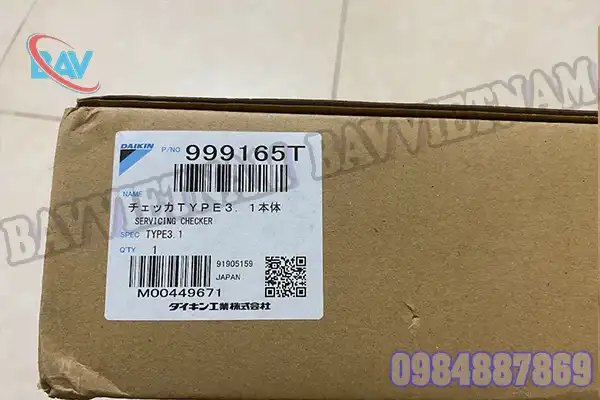 BAV
BAVVIETNAM BAVVIETNAM
DAIKIN
P/NO 999165T
NAME
チェッカTYPE3. 1本体
SERVICING CHECKER
SPEC TYPE3.1
Q'TY 1
91905159
JAPAN
M00449671
ダイキン工業株式会社
0984887869